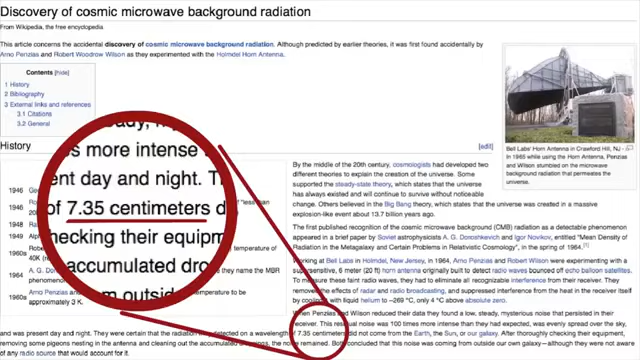 Discovery of cosmic microwave background radiation
From Wikipedia, the free encyclopedia
This article concerns the accidental discovery of cosmic microwave background radiation. Although predicted by earlier theories, it was first found accidentally by
Arno Penzias and Robert Woodrow Wilson as they experimented with the Holmdel Horn Antenna.
Contents [hide]
1 History
2 Bibliography
3 External links and references
3.1 Citations
3.2 General
Bell Labs' Horn Antenna in Crawford Hill, NJ -
In 1965 while using the Horn Antenna, Penzias
and Wilson stumbled on the microwave
background radiation that permeates the
universe.
History
[edit]
s more intense
ent day and night. T
of 7.35 centimeters d
hecking their equipm
accumulated dro
m outsid
1946
1946
1948
1949
1960s
1964
1960s
40K
A. G. Do
they name the MBR
phenomenon
Arno Penzias
temperature to be
approximately 3 K.
temperature of
"less than
By the middle of the 20th century, cosmologists had developed two
different theories to explain the creation of the universe. Some
supported the steady-state theory, which states that the universe
has always existed and will continue to survive without noticeable
change. Others believed in the Big Bang theory, which states that the universe was created in a massive
explosion-like event about 13.7 billion years ago.
The first published recognition of the cosmic microwave background (CMB) radiation as a detectable phenomenon
appeared in a brief paper by Soviet astrophysicists A. G. Doroshkevich and Igor Novikov, entitled "Mean Density of
Radiation in the Metagalaxy and Certain Problems in Relativistic Cosmology", in the spring of 1964.
Working at Bell Labs in Holmdel, New Jersey, in 1964, Arno Penzias and Robert Wilson were experimenting with a
supersensitive, 6 meter (20 ft) horn antenna originally built to detect radio waves bounced off echo balloon satellites.
To measure these faint radio waves, they had to eliminate all recognizable interference from their receiver. They
removed the effects of radar and radio broadcasting, and suppressed interference from the heat in the receiver itself
by cooling it with liquid helium to −269 °C, only 4 °C above absolute zero.
When Penzias and Wilson reduced their data they found a low, steady, mysterious noise that persisted in their
receiver. This residual noise was 100 times more intense than they had expected, was evenly spread over the sky,
and was present day and night. They were certain that the radiation they detected on a wavelength of 7.35 centimeters did not come from the Earth, the Sun, or our galaxy. After thoroughly checking their equipment,
removing some pigeons nesting in the antenna and cleaning out the accumulated droppings, the noise remained. Both concluded that this noise was coming from outside our own galaxy—although they were not aware
of any radio source that would account for it.